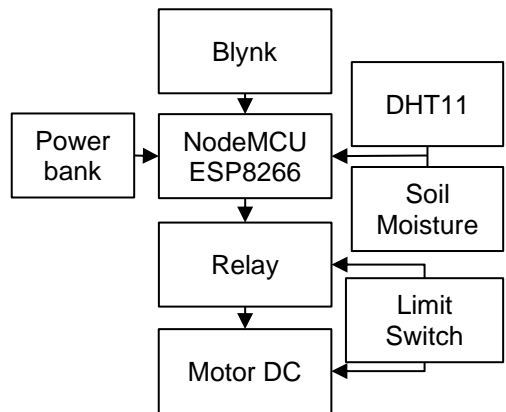 Blynk
DHT11
Power
bank
NodeMCU
ESP8266
Soil
Moisture
Relay
Limit
Switch
Motor DC